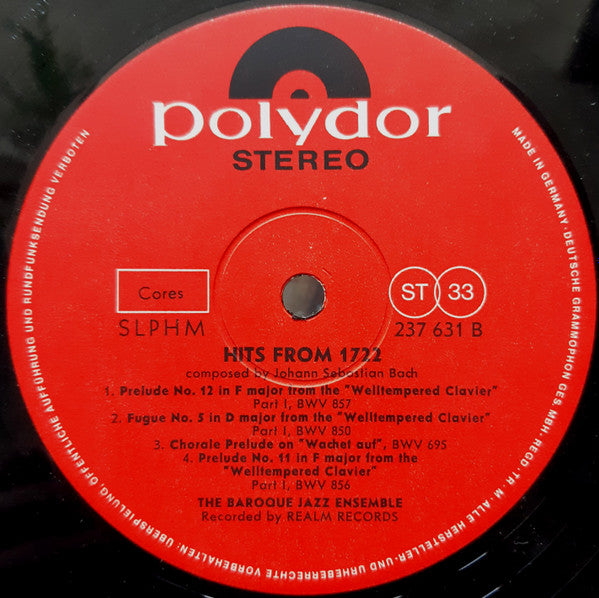 polydor
STEREO
Cores
SLPHM
ST 33
237 631 B
HITS FROM 1722
composed by Johann Sebastian Bach
1. Prelude No. 12 in F major from the "Welltempered Clavier"
Part I, BWV 857
2. Fugue No. 5 in D major from the "Welltempered Clavier"
Part I, BWV 850
3. Chorale Prelude on "Wachet auf", BWV 695
4. Prelude No. 11 in F major from the
"Welltempered Clavier"
Part I, BWV 856
THE BAROQUE JAZZ ENSEMBLE
Recorded by REALM RECORDS
MADE IN GERMANY · DEUTSCHE GRAMMOPHON GES MBH · REGD. TR. M. ALLE HERSTELLER- UND URHEBERRECHTE VORBEHALTEN: ÜBERSPIELUNG, ÖFFENTLICHE AUFFÜHRUNG UND RUNDFUNKSENDUNG VERBOTEN